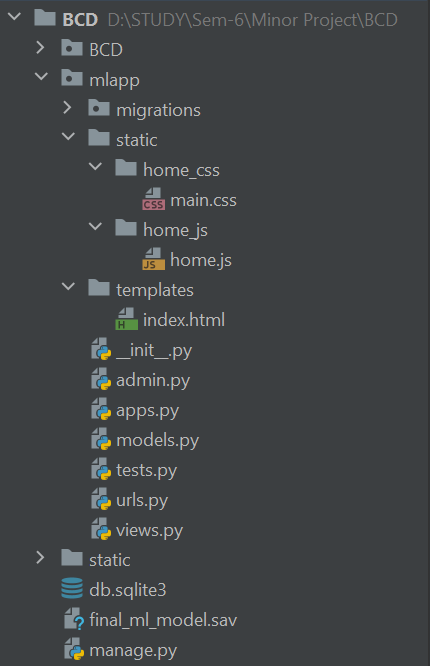 BCD D:\STUDY\Sem-6\Minor Project\BCD
BCD
mlapp
migrations
static
home_css
CSS main.css
home_js
JS home.js
templates
H index.html
__init__.py
admin.py
apps.py
models.py
tests.py
urls.py
views.py
static
db.sqlite3
? final_ml_model.sav
manage.py